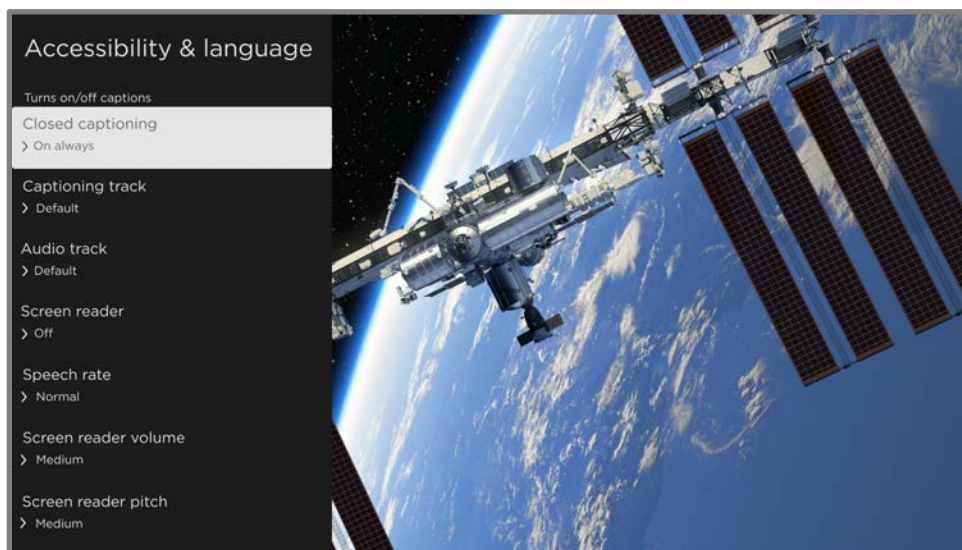 Accessibility & language
Turns on/off captions
Closed captioning
On always
Captioning track
Default
Audio track
Default
Screen reader
Off
Speech rate
Normal
Screen reader volume
Medium
Screen reader pitch
Medium